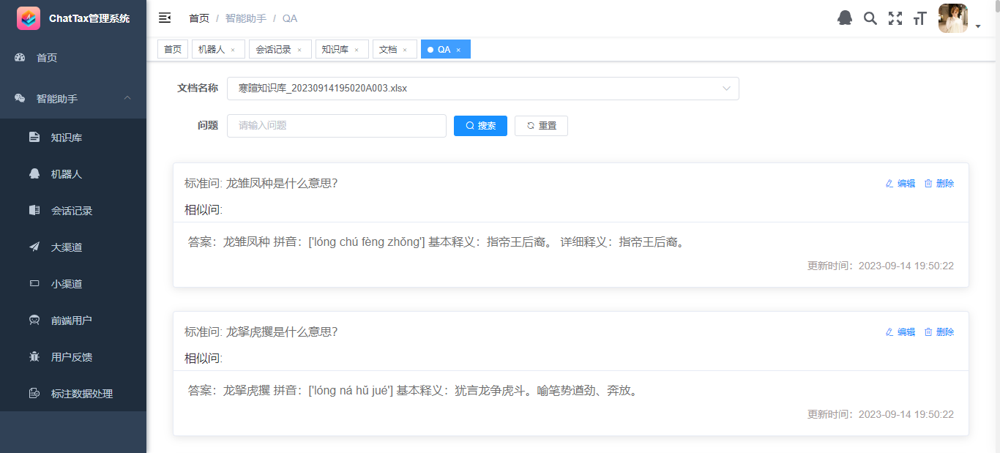 ChatTax管理系统
首页 / 智能助手 / QA
首页
智能助手
知识库
机器人
会话记录
大渠道
小渠道
前端用户
用户反馈
标注数据处理
首页 机器人 × 会话记录 × 知识库 × 文档 × QA ×
文档名称 寒暄知识库_20230914195020A003.xlsx
问题 请输入问题 搜索 重置
标准问: 龙雏凤种是什么意思? 编辑 删除
相似问:
答案：龙雏凤种 拼音：['lóng chú fèng zhǒng'] 基本释义：指帝王后裔。 详细释义：指帝王后裔。
更新时间：2023-09-14 19:50:22
标准问: 龙拏虎攫是什么意思? 编辑 删除
相似问:
答案：龙拏虎攫 拼音：['lóng ná hǔ jué'] 基本释义：犹言龙争虎斗。喻笔势遒劲、奔放。
更新时间：2023-09-14 19:50:22